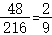 48/216 = 2/9